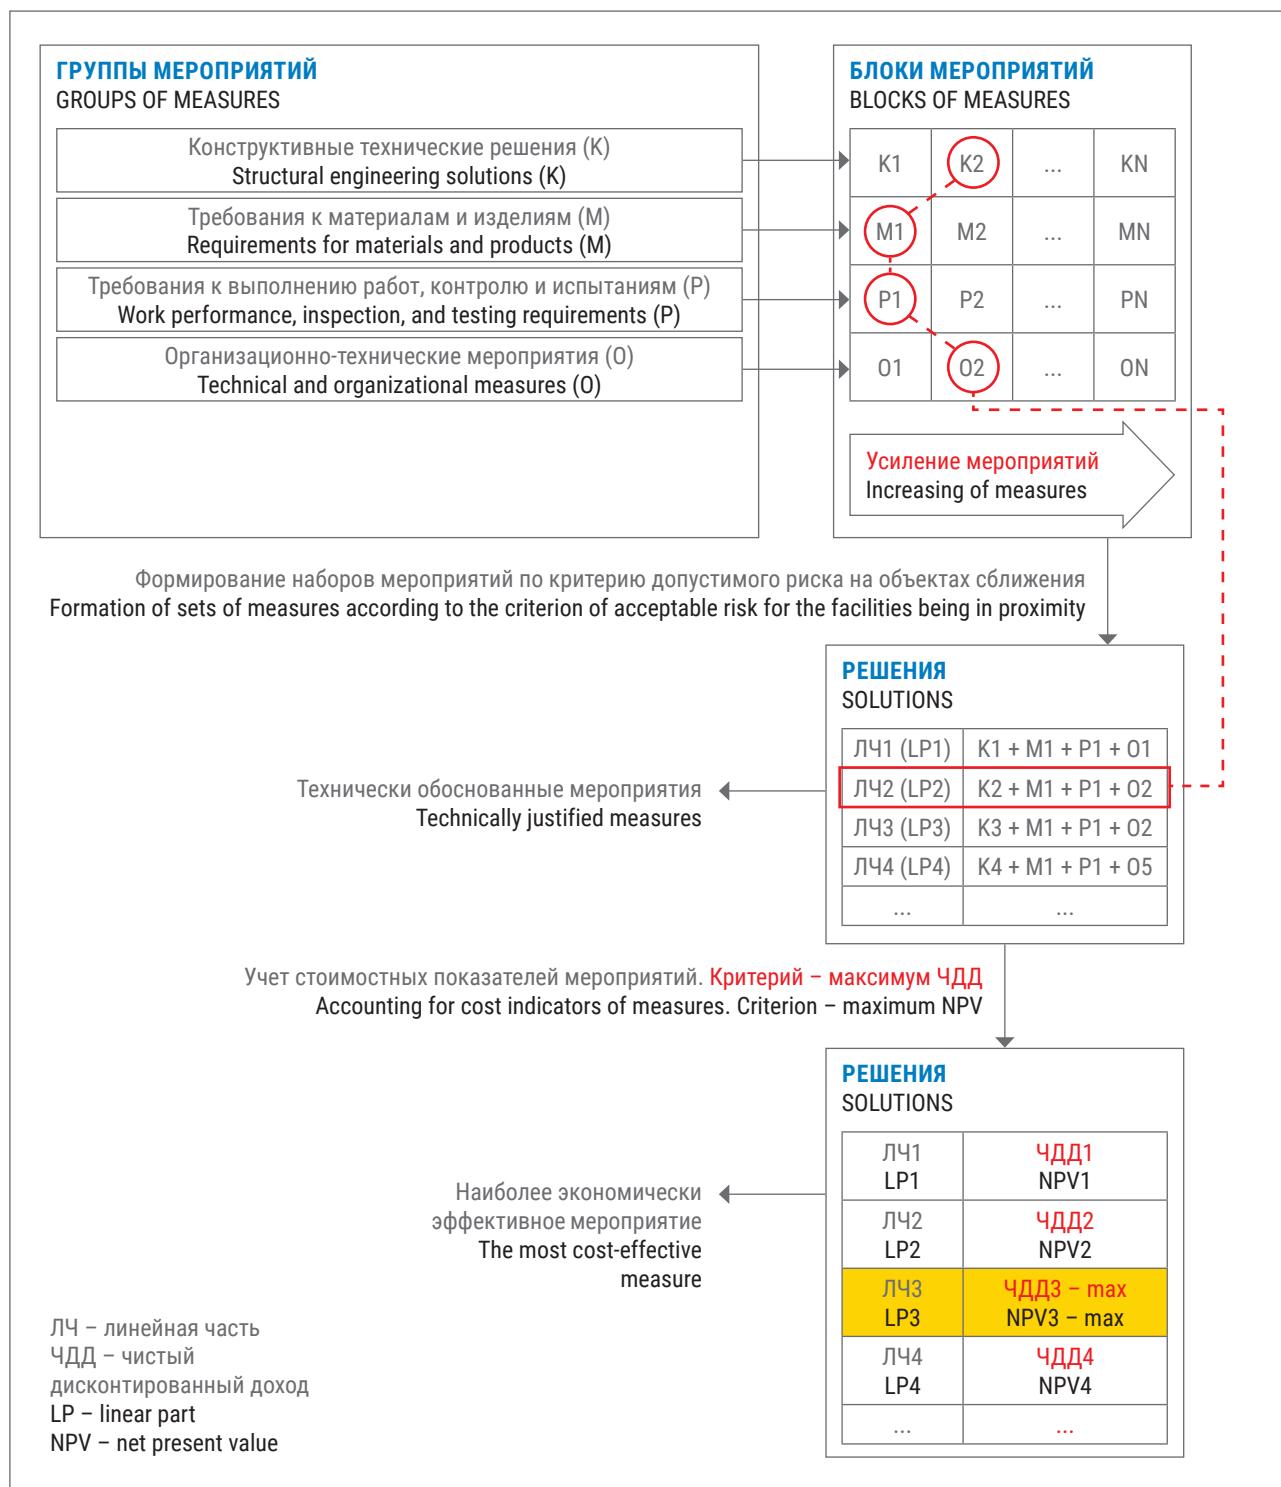 ГРУППЫ МЕРОПРИЯТИЙ
GROUPS OF MEASURES
Конструктивные технические решения (K)
Structural engineering solutions (K)
Требования к материалам и изделиям (M)
Requirements for materials and products (M)
Требования к выполнению работ, контролю и испытаниям (P)
Work performance, inspection, and testing requirements (P)
Организационно-технические мероприятия (O)
Technical and organizational measures (O)
БЛОКИ МЕРОПРИЯТИЙ
BLOCKS OF MEASURES
K1 K2 ... KN
M1 M2 ... MN
P1 P2 ... PN
O1 O2 ... ON
Усиление мероприятий
Increasing of measures
Формирование наборов мероприятий по критерию допустимого риска на объектах сближения
Formation of sets of measures according to the criterion of acceptable risk for the facilities being in proximity
РЕШЕНИЯ
SOLUTIONS
ЛЧ1 (LP1) K1 + M1 + P1 + O1
ЛЧ2 (LP2) K2 + M1 + P1 + O2
ЛЧ3 (LP3) K3 + M1 + P1 + O2
ЛЧ4 (LP4) K4 + M1 + P1 + O5
... ...
Технически обоснованные мероприятия
Technically justified measures
Учет стоимостных показателей мероприятий. Критерий – максимум ЧДД
Accounting for cost indicators of measures. Criterion – maximum NPV
РЕШЕНИЯ
SOLUTIONS
ЛЧ1 ЧДД1
LP1 NPV1
ЛЧ2 ЧДД2
LP2 NPV2
ЛЧ3 ЧДД3 – max
LP3 NPV3 – max
ЛЧ4 ЧДД4
LP4 NPV4
... ...
Наиболее экономически
эффективное мероприятие
The most cost-effective
measure
ЛЧ – линейная часть
ЧДД – чистый
дисконтированный доход
LP – linear part
NPV – net present value